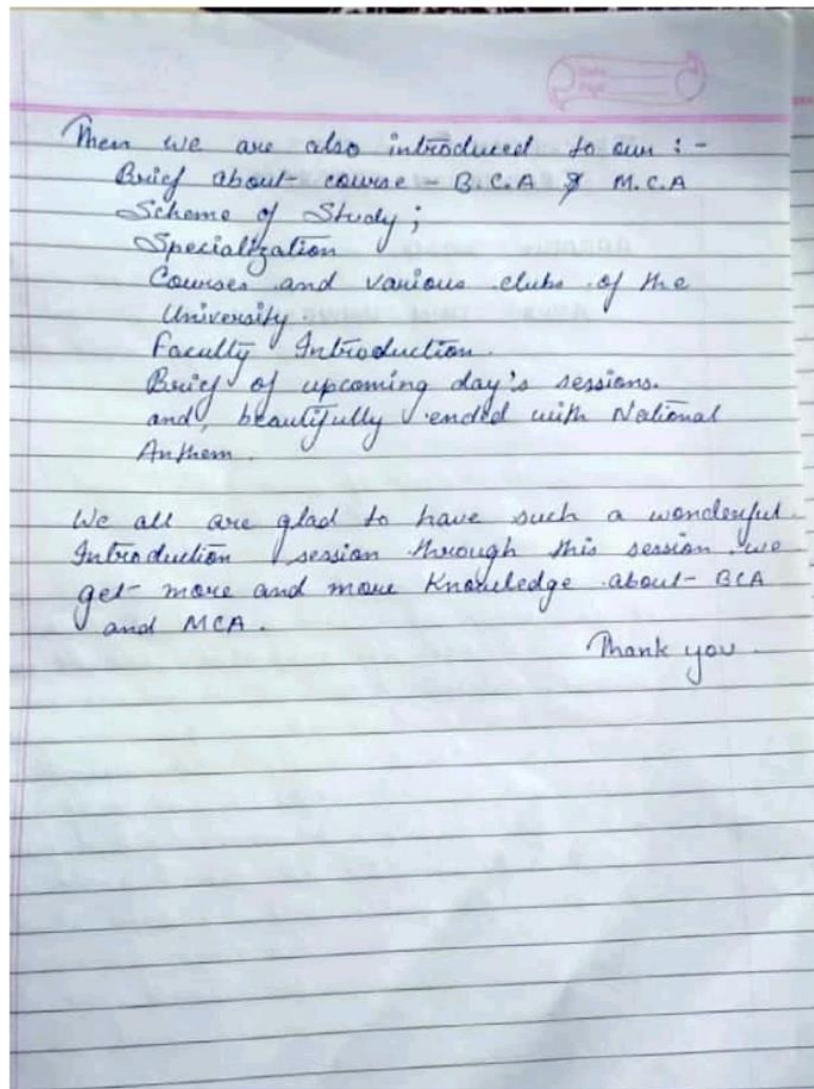 Then we are also introduced to our :-
Brief about course - B.C.A & M.C.A
Scheme of Study;
Specialization
Courses and various clubs of the
University.
Faculty Introduction.
Brief of upcoming day's sessions.
and, beautifully ended with National
Anthem.
We all are glad to have such a wonderful
Introduction session through this session we
get more and more Knowledge about BCA
and MCA.
Thank you.